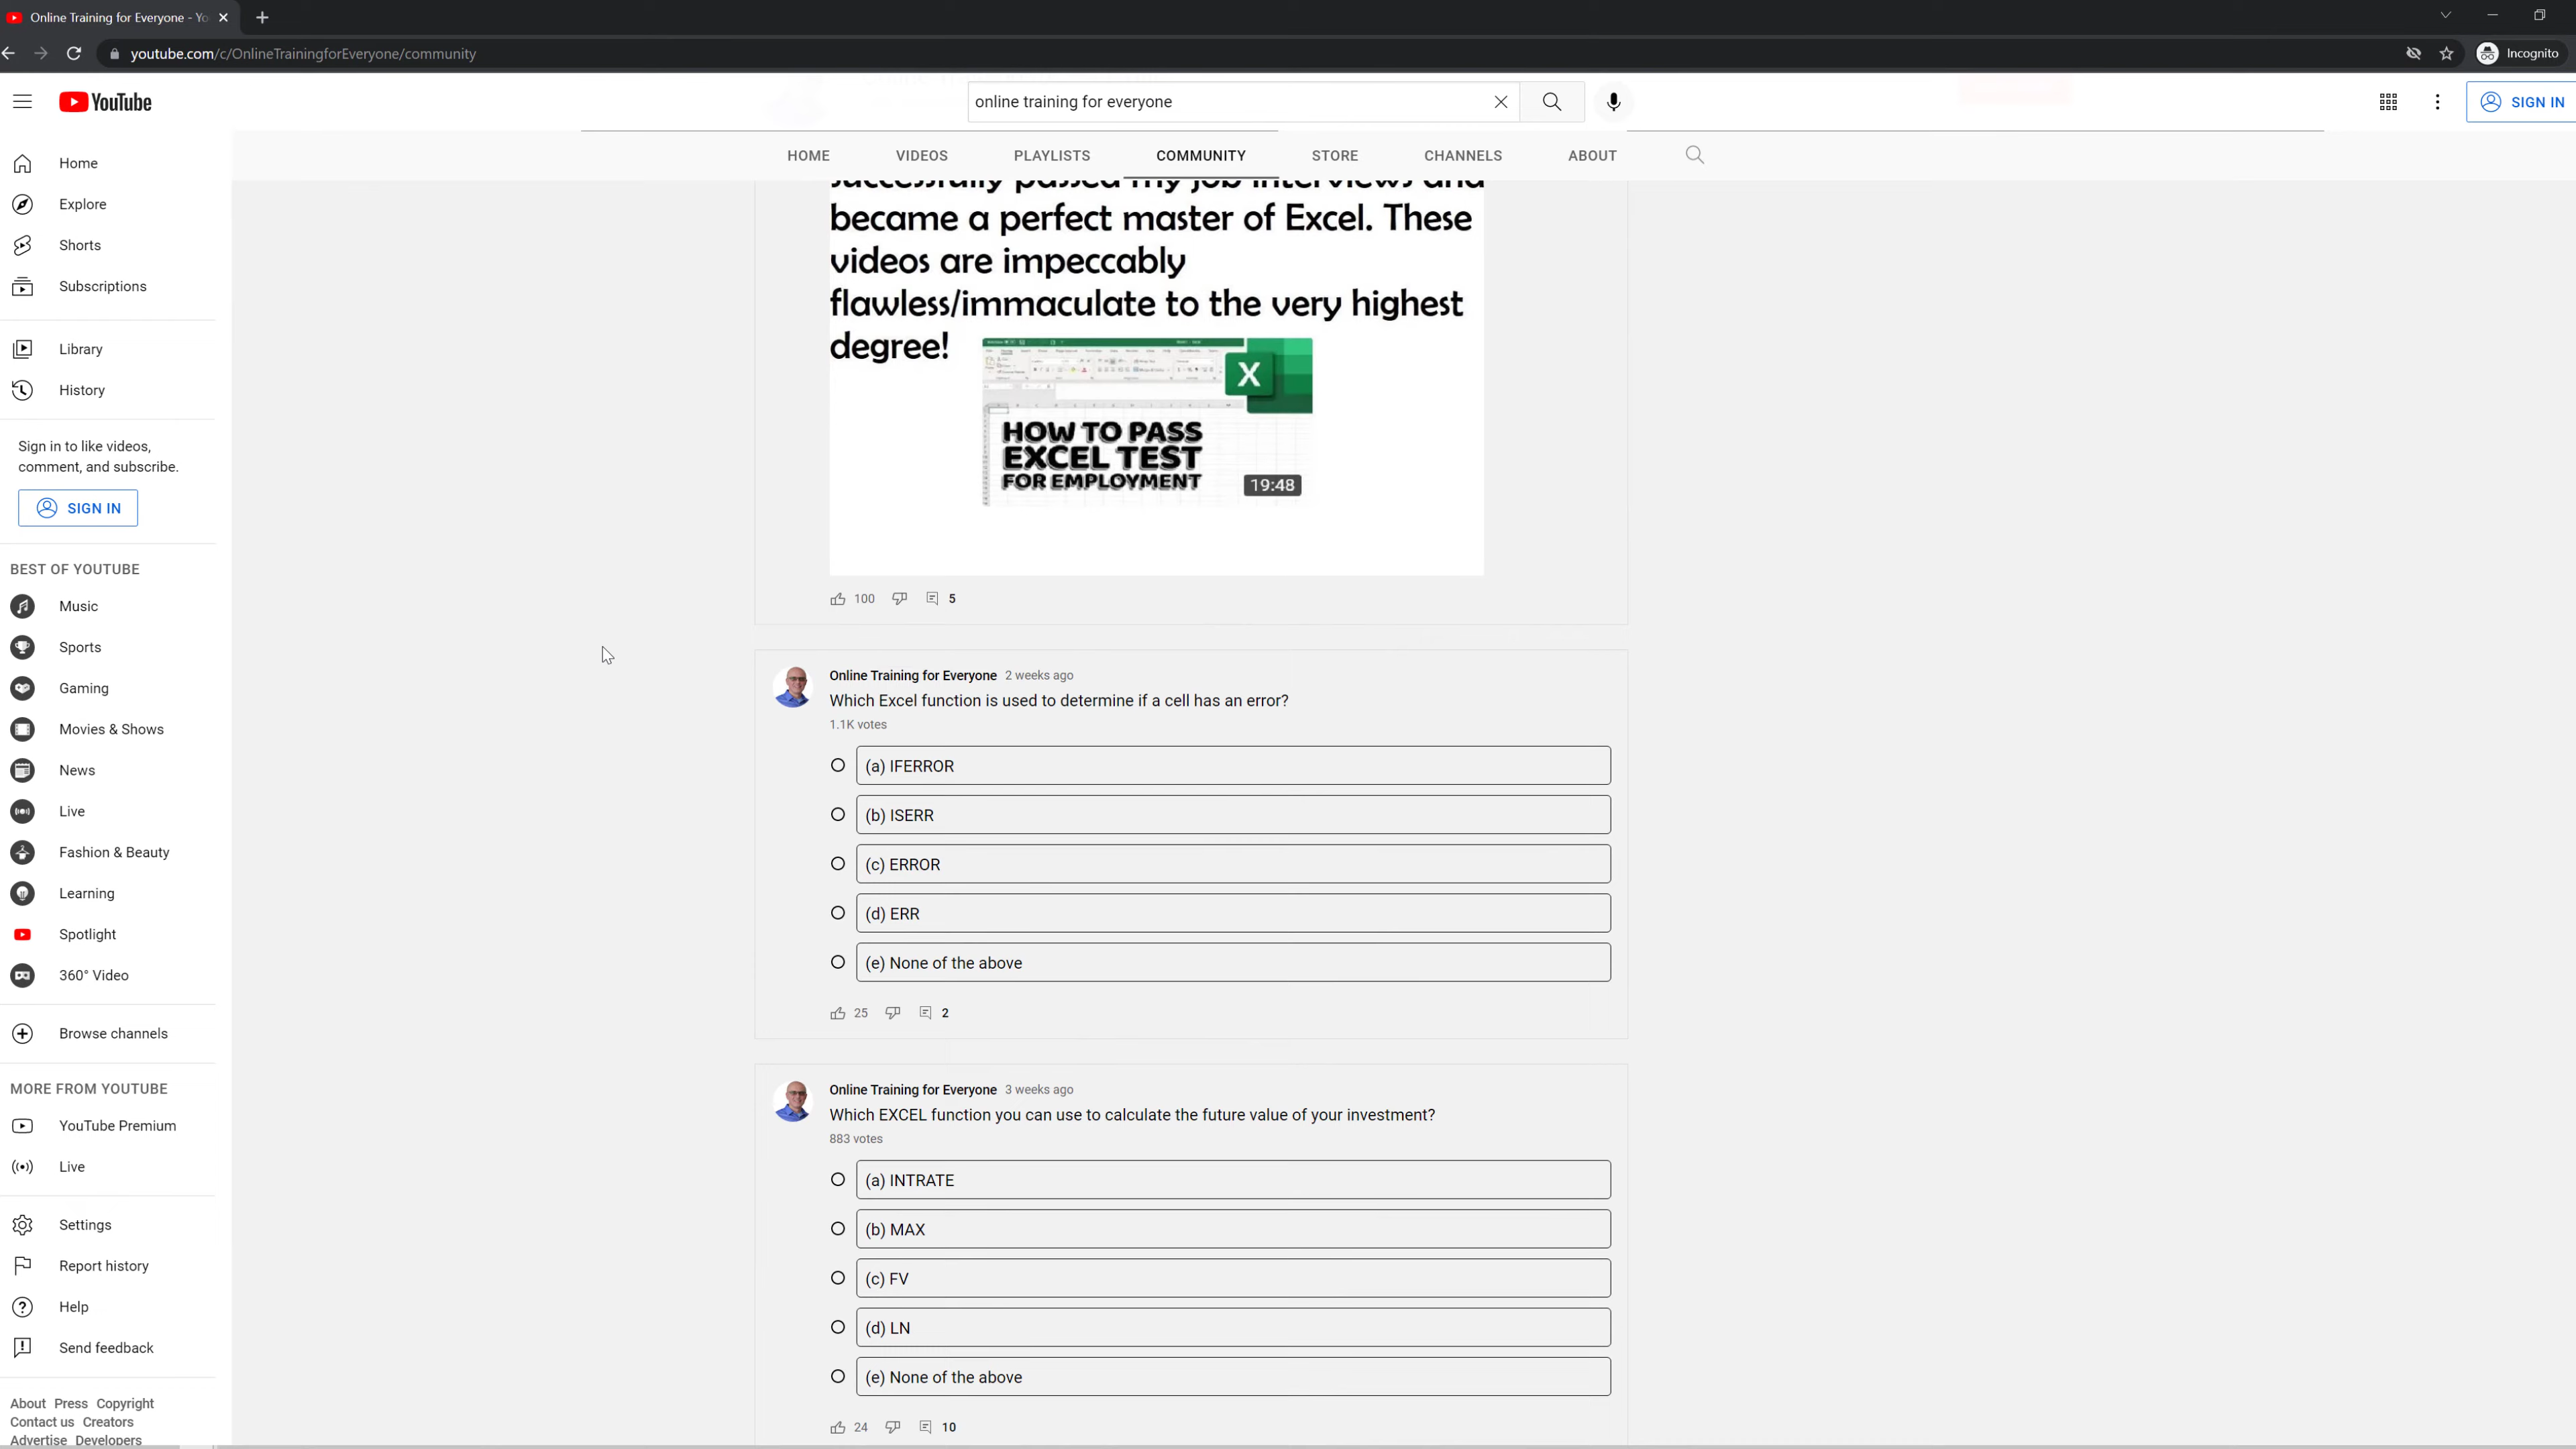 Online Training for Everyone - Yo
youtube.com/c/OnlineTrainingforEveryone/community
Incognito
YouTube
online training for everyone
SIGN IN
HOME
VIDEOS
PLAYLISTS
COMMUNITY
STORE
CHANNELS
ABOUT
Home
Explore
Shorts
Subscriptions
Library
History
Sign in to like videos,
comment, and subscribe.
SIGN IN
BEST OF YOUTUBE
Music
Sports
Gaming
Movies & Shows
News
Live
Fashion & Beauty
Learning
Spotlight
360° Video
Browse channels
MORE FROM YOUTUBE
YouTube Premium
Live
Settings
Report history
Help
Send feedback
About Press Copyright
Contact us Creators
Advertise Developers
successfully passed my job interviews and
became a perfect master of Excel. These
videos are impeccably
flawless/immaculate to the very highest
degree!
X
HOW TO PASS
EXCEL TEST
FOR EMPLOYMENT
19:48
100
5
Online Training for Everyone 2 weeks ago
Which Excel function is used to determine if a cell has an error?
1.1K votes
(a) IFERROR
(b) ISERR
(c) ERROR
(d) ERR
(e) None of the above
25
2
Online Training for Everyone 3 weeks ago
Which EXCEL function you can use to calculate the future value of your investment?
883 votes
(a) INTRATE
(b) MAX
(c) FV
(d) LN
(e) None of the above
24
10